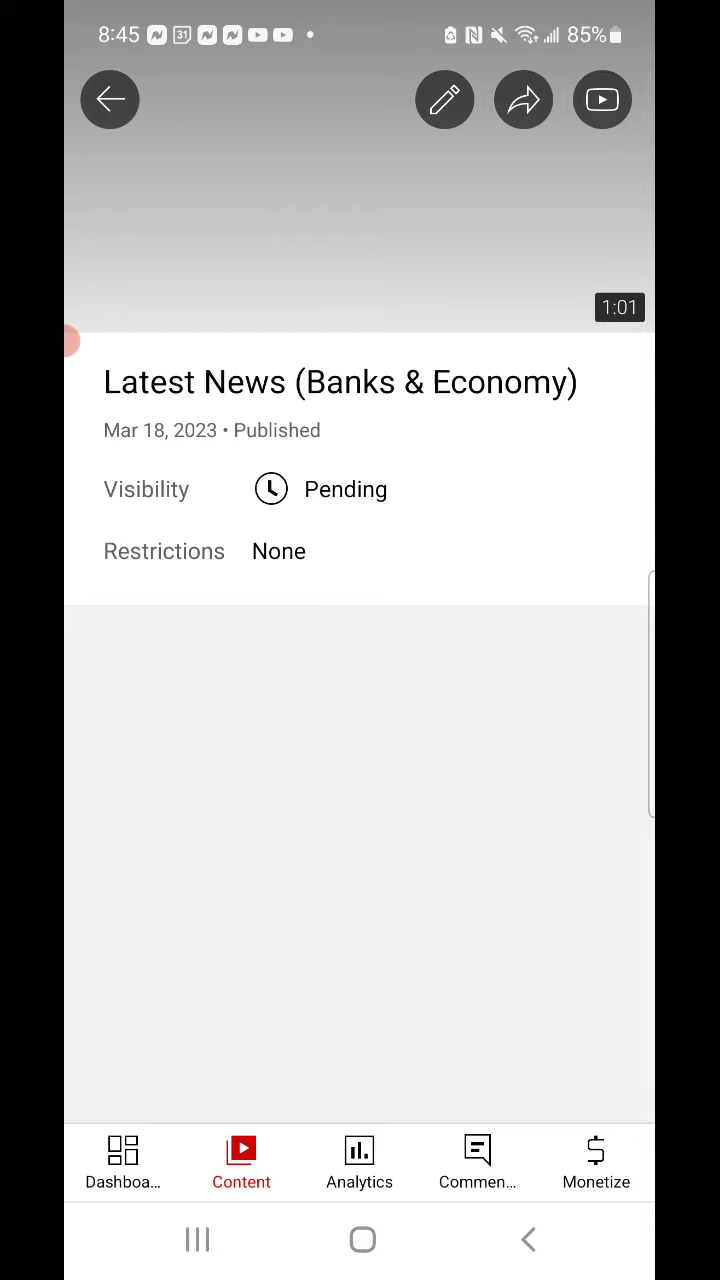 8:45 31 85%
1:01
Latest News (Banks & Economy)
Mar 18, 2023 • Published
Visibility Pending
Restrictions None
Dashboa... Content Analytics Commen... Monetize